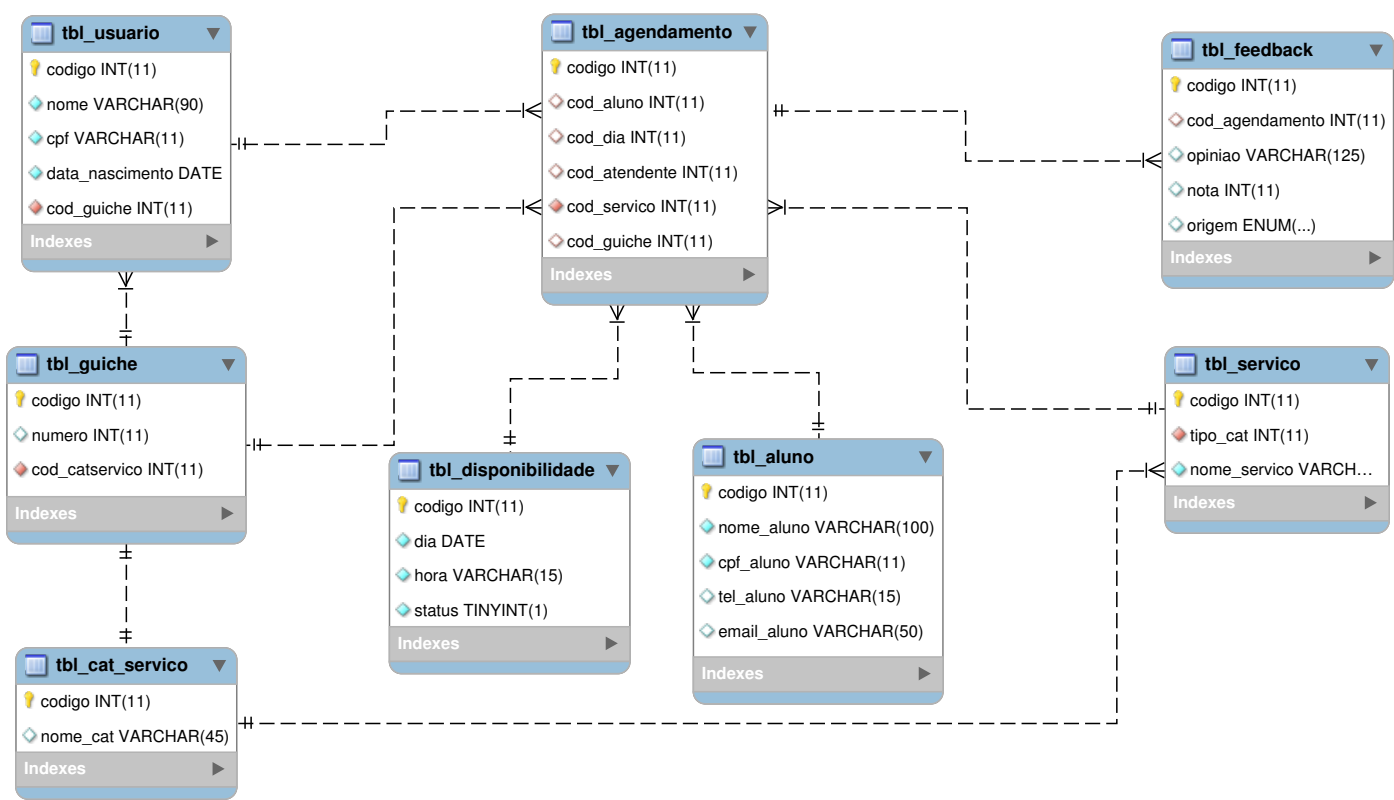 tbl_usuario
codigo INT(11)
nome VARCHAR(90)
cpf VARCHAR(11)
data_nascimento DATE
cod_guiche INT(11)
Indexes
tbl_agendamento
codigo INT(11)
cod_aluno INT(11)
cod_dia INT(11)
cod_atendente INT(11)
cod_servico INT(11)
cod_guiche INT(11)
Indexes
tbl_feedback
codigo INT(11)
cod_agendamento INT(11)
opiniao VARCHAR(125)
nota INT(11)
origem ENUM(...)
Indexes
tbl_guiche
codigo INT(11)
numero INT(11)
cod_catservico INT(11)
Indexes
tbl_disponibilidade
codigo INT(11)
dia DATE
hora VARCHAR(15)
status TINYINT(1)
Indexes
tbl_aluno
codigo INT(11)
nome_aluno VARCHAR(100)
cpf_aluno VARCHAR(11)
tel_aluno VARCHAR(15)
email_aluno VARCHAR(50)
Indexes
tbl_servico
codigo INT(11)
tipo_cat INT(11)
nome_servico VARCH...
Indexes
tbl_cat_servico
codigo INT(11)
nome_cat VARCHAR(45)
Indexes